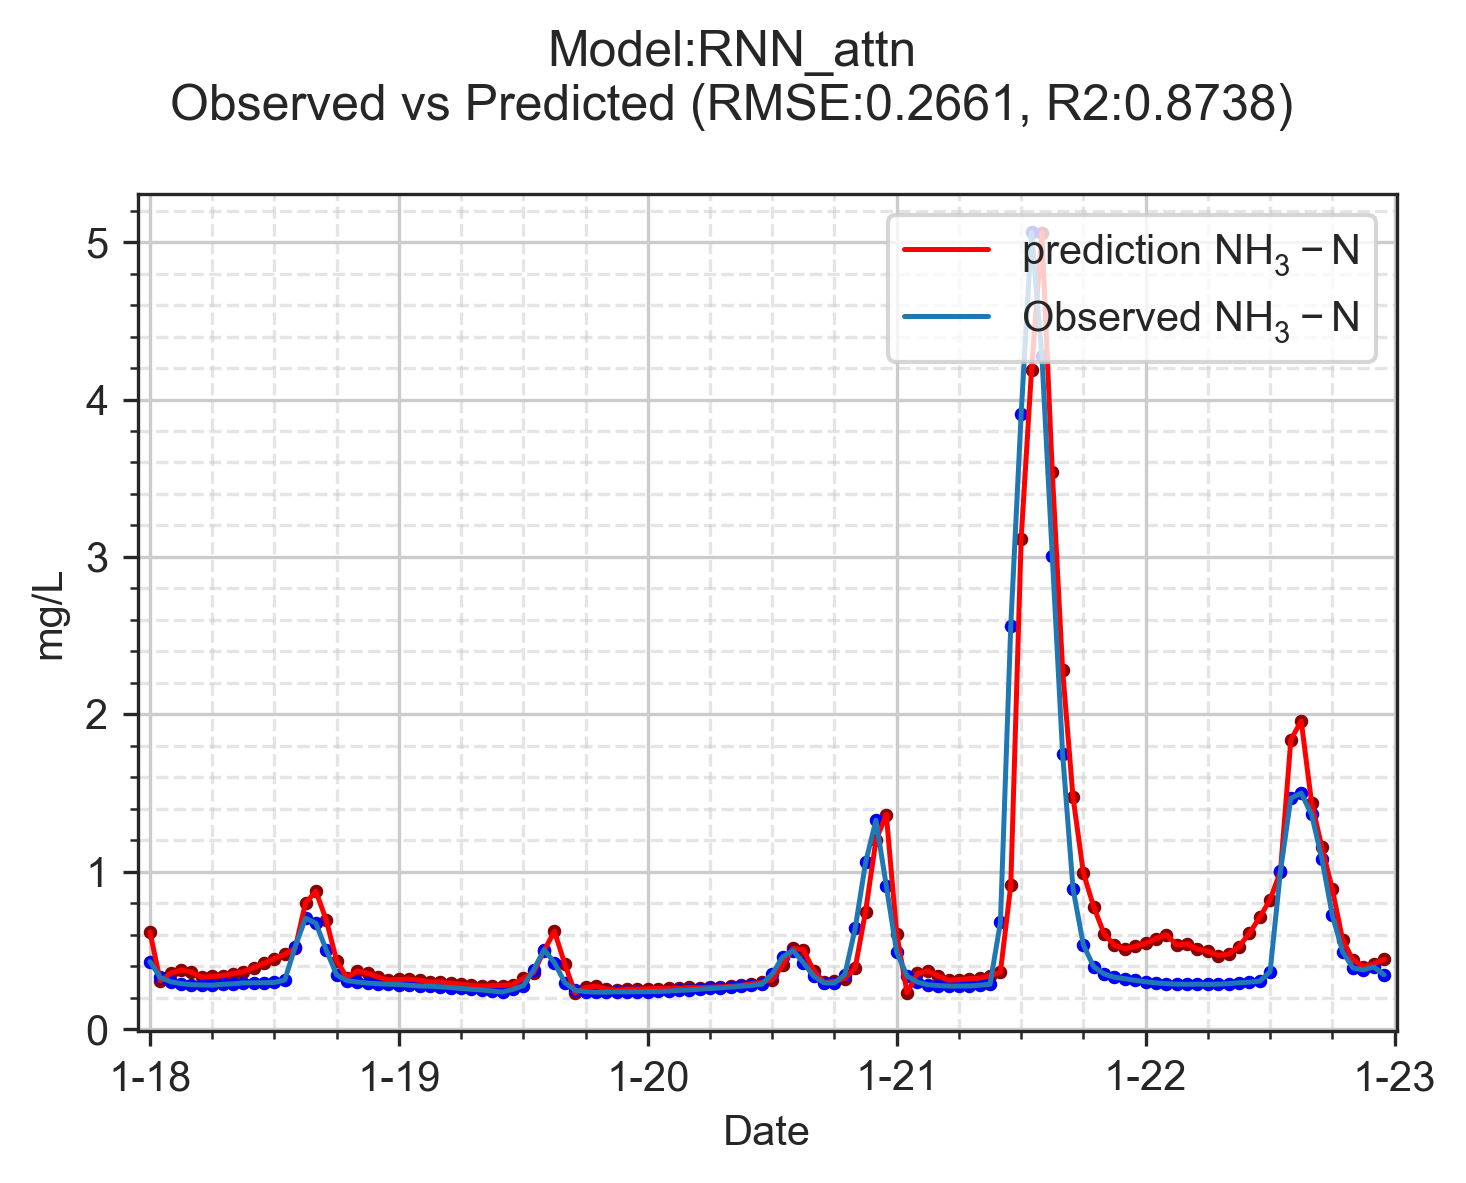 Model:RNN_attn
Observed vs Predicted (RMSE:0.2661, R2:0.8738)
prediction NH₃ − N
Observed NH₃ − N
5
4
3
2
1
0
mg/L
1-18 1-19 1-20 1-21 1-22 1-23
Date